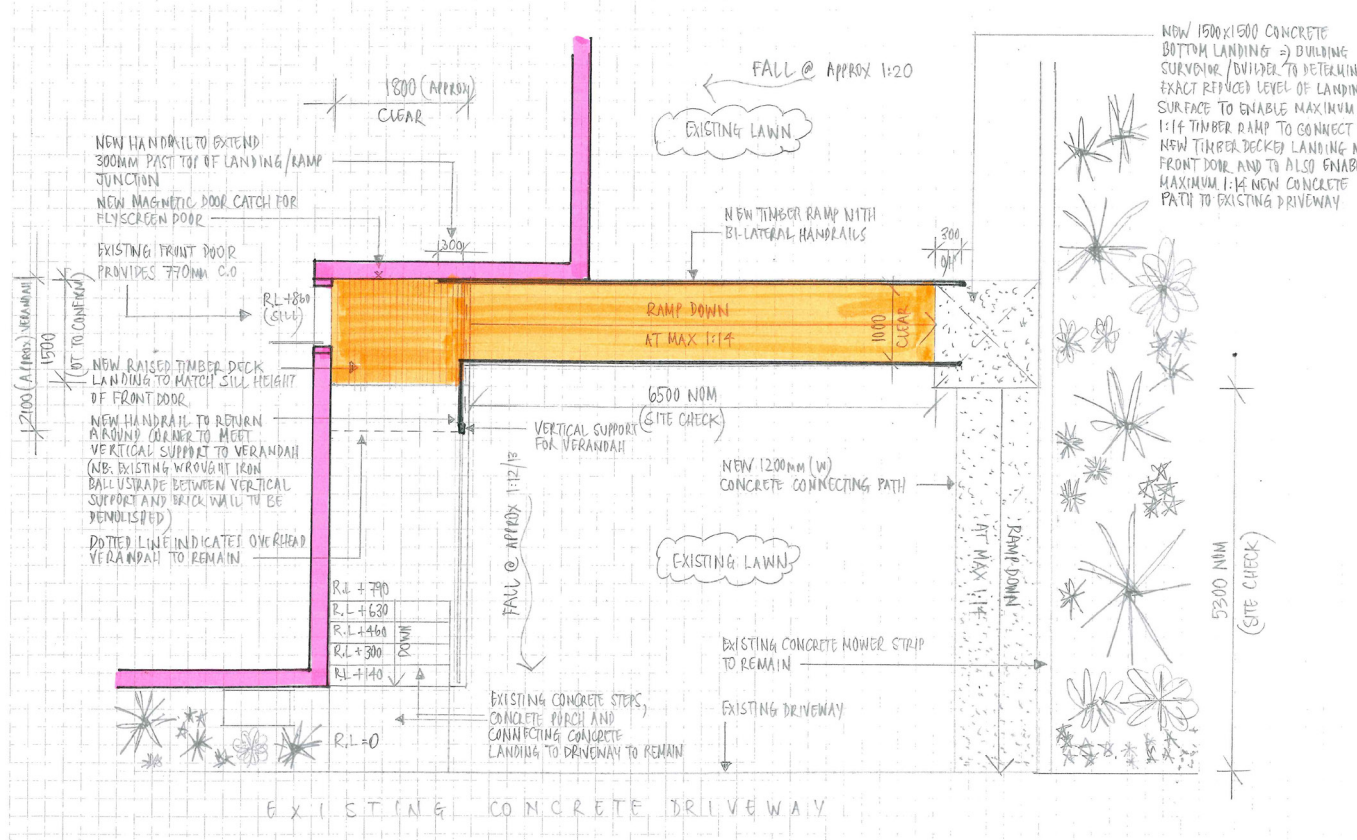 NEW 1500x1500 CONCRETE
BOTTOM LANDING => BUILDING
SURVEYOR / BUILDER TO DETERMIN
EXACT REDUCED LEVEL OF LANDIN
SURFACE TO ENABLE MAXIMUM
1:14 TIMBER RAMP TO CONNECT
NEW TIMBER DECKED LANDING N
FRONT DOOR AND TO ALSO ENAB
MAXIMUM 1:14 NEW CONCRETE
PATH TO EXISTING DRIVEWAY
FALL @ APPROX 1:20
1800 (APPROX)
CLEAR
EXISTING LAWN
NEW HANDRAIL TO EXTEND
300MM PAST TOP OF LANDING/RAMP
JUNCTION
NEW MAGNETIC DOOR CATCH FOR
FLYSCREEN DOOR
EXISTING FRONT DOOR
PROVIDES 770mm C.O
300
NEW TIMBER RAMP WITH
BI-LATERAL HANDRAILS
300
O/A
X
2100 (APPROX) VERANDAH
1500
(OT TO CONFIRM)
RL+860
(SILL)
RAMP DOWN
AT MAX 1:14
1000
CLEAR
NEW RAISED TIMBER DECK
LANDING TO MATCH SILL HEIGHT
OF FRONT DOOR
6500 NOM
(SITE CHECK)
NEW HANDRAIL TO RETURN
AROUND CORNER TO MEET
VERTICAL SUPPORT TO VERANDAH
(NB: EXISTING WROUGHT IRON
BALLUSTRADE BETWEEN VERTICAL
SUPPORT AND BRICK WALL TO BE
DEMOLISHED)
VERTICAL SUPPORT
FOR VERANDAH
DOTTED LINE INDICATES OVERHEAD
VERANDAH TO REMAIN
FALL @ APPROX 1:12/13
NEW 1200mm (W)
CONCRETE CONNECTING PATH
EXISTING LAWN
RAMP DOWN
AT MAX 1:14
5300 NOM
(SITE CHECK)
R.L + 790
R.L + 630
R.L + 460
R.L + 300
RL + 140
DOWN
EXISTING CONCRETE MOWER STRIP
TO REMAIN
EXISTING CONCRETE STEPS,
CONCRETE PORCH AND
CONNECTING CONCRETE
LANDING TO DRIVEWAY TO REMAIN
EXISTING DRIVEWAY
R.L =0
EXISTING CONCRETE DRIVEWAY